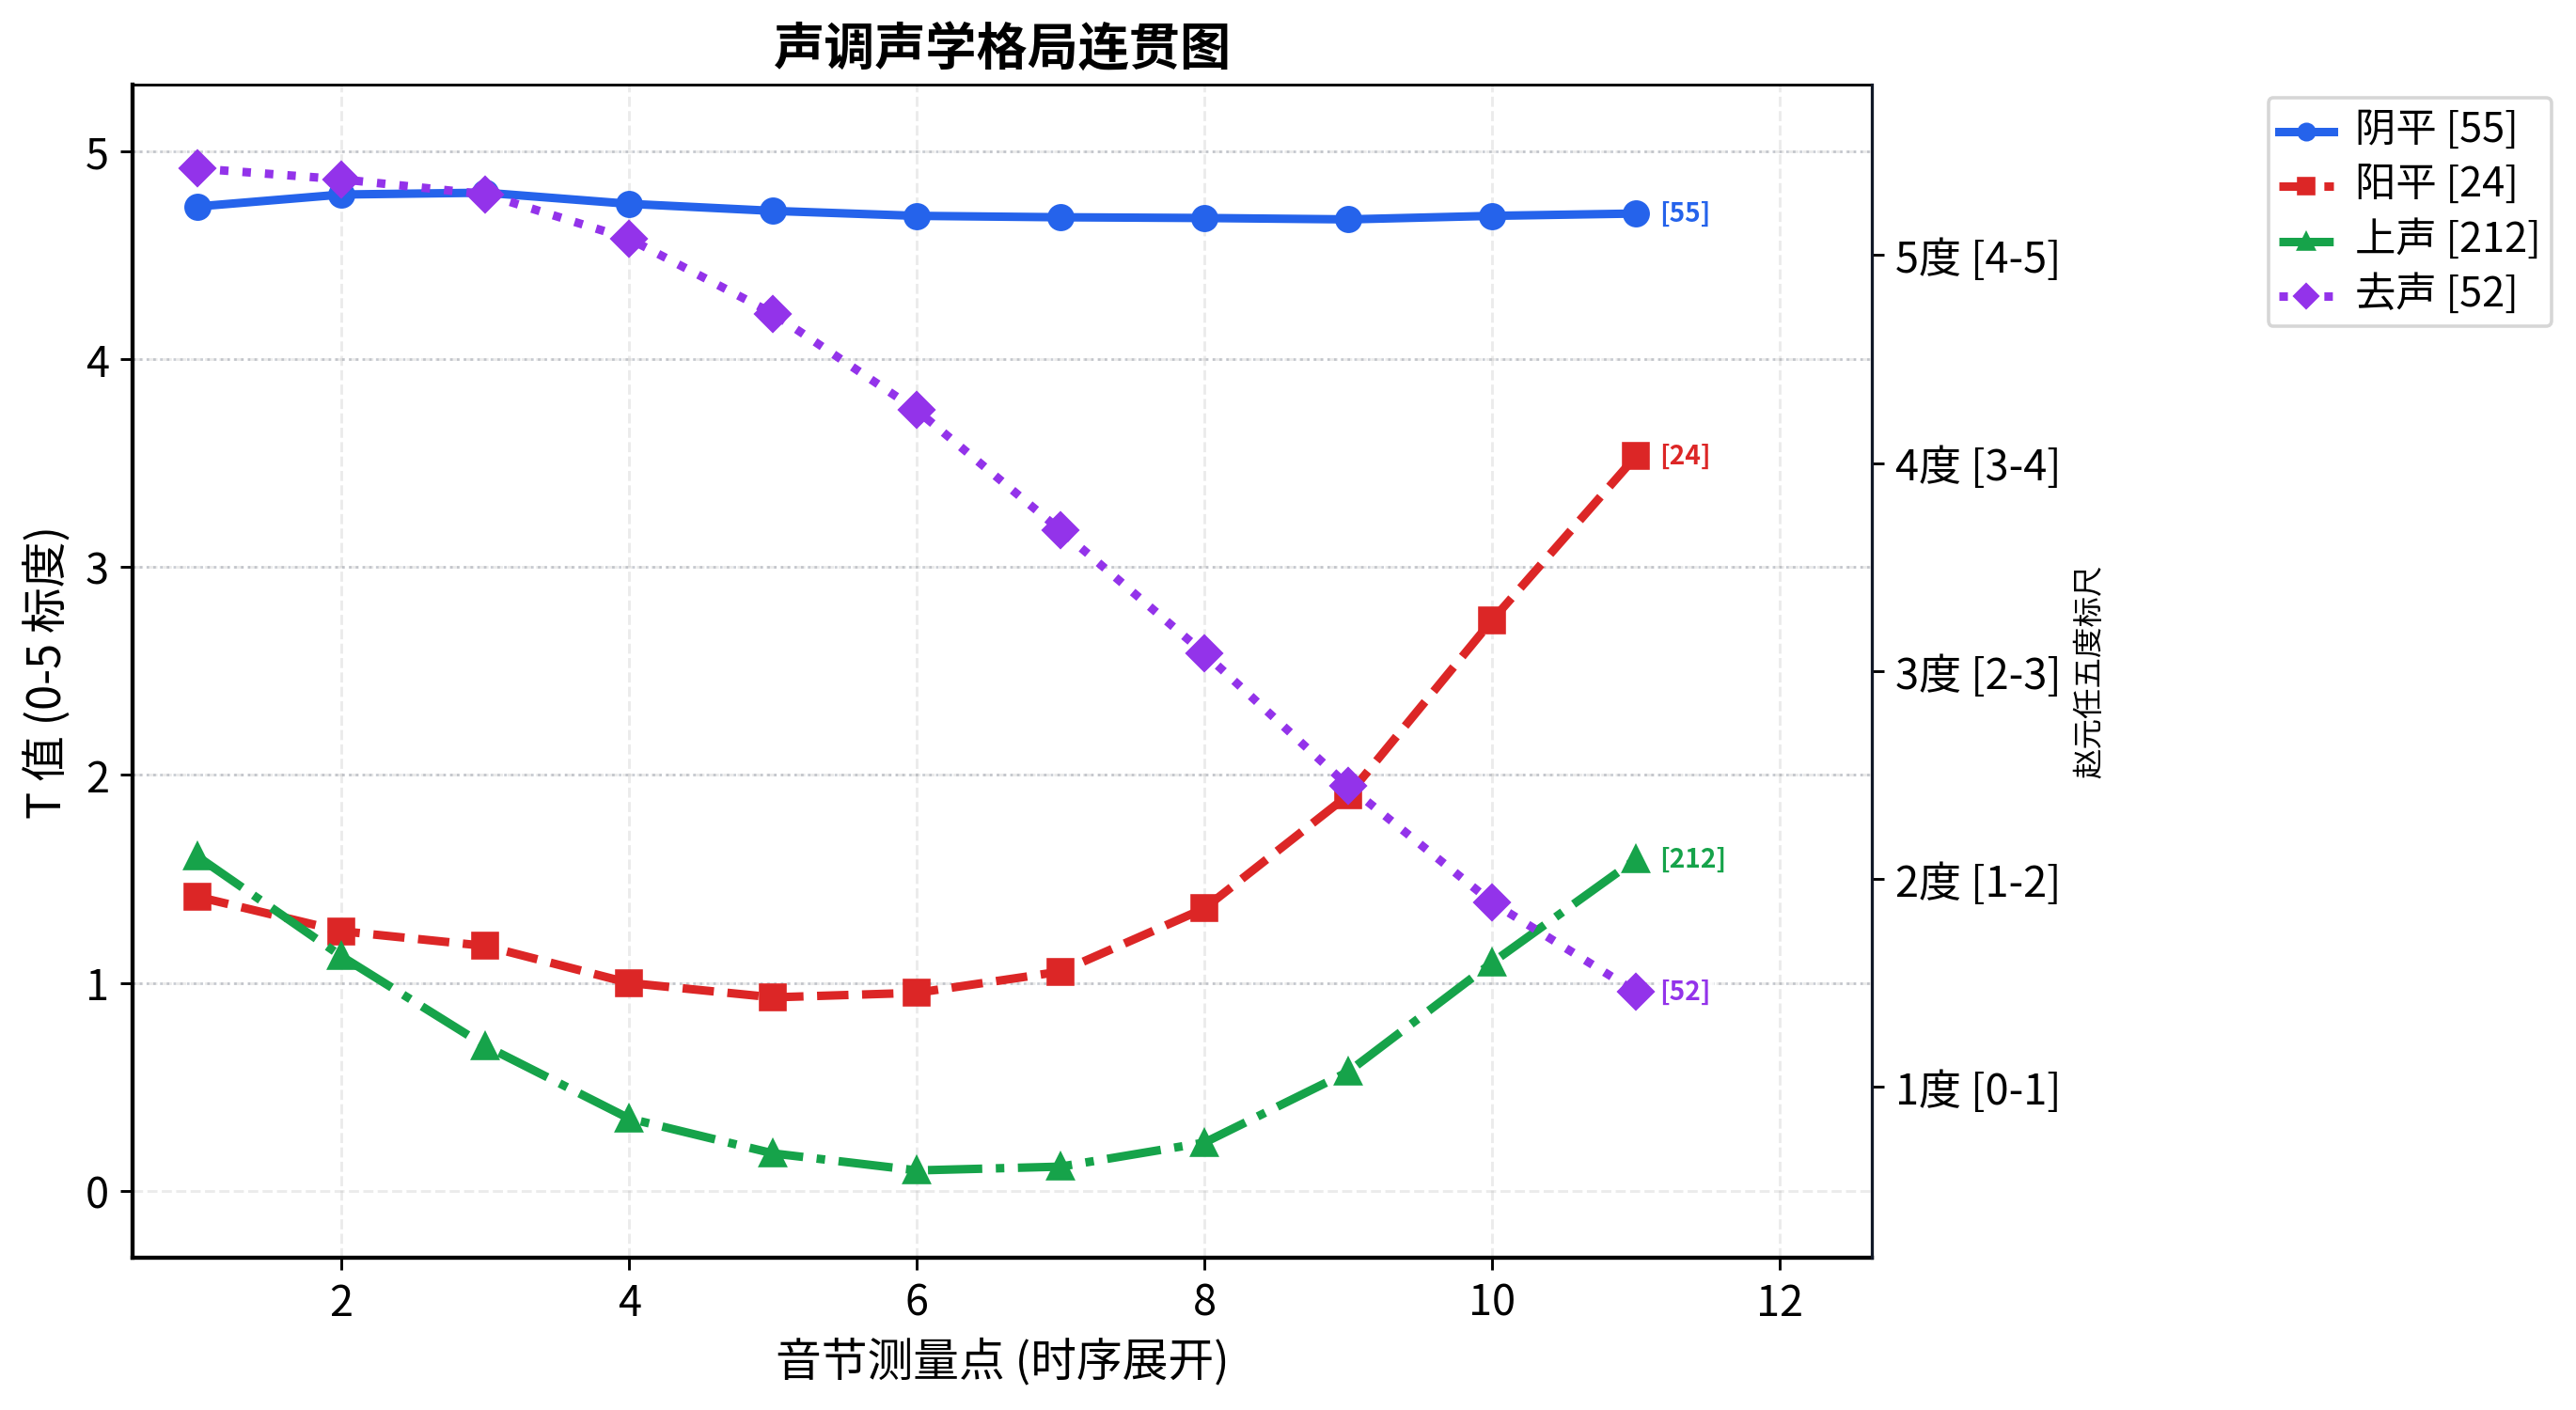 声调声学格局连贯图
阴平 [55]
阳平 [24]
上声 [212]
去声 [52]
T 值 (0-5 标度)
5
4
3
2
1
0
[55]
[24]
[212]
[52]
5度 [4-5]
4度 [3-4]
3度 [2-3]
2度 [1-2]
1度 [0-1]
赵元任五度标尺
2
4
6
8
10
12
音节测量点 (时序展开)